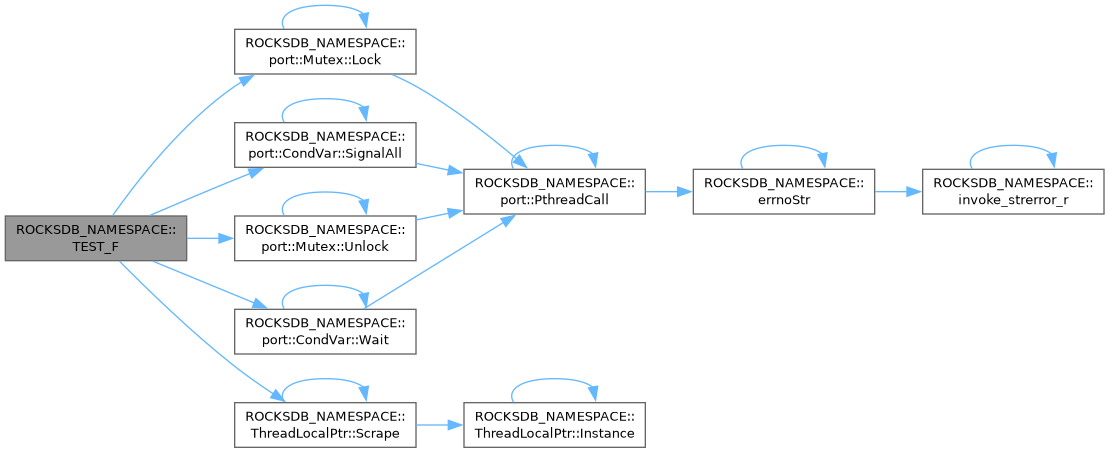 ROCKSDB_NAMESPACE::
port::Mutex::Lock
ROCKSDB_NAMESPACE::
port::CondVar::SignalAll
ROCKSDB_NAMESPACE::
port::PthreadCall
ROCKSDB_NAMESPACE::
errnoStr
ROCKSDB_NAMESPACE::
invoke_strerror_r
ROCKSDB_NAMESPACE::
TEST_F
ROCKSDB_NAMESPACE::
port::Mutex::Unlock
ROCKSDB_NAMESPACE::
port::CondVar::Wait
ROCKSDB_NAMESPACE::
ThreadLocalPtr::Scrape
ROCKSDB_NAMESPACE::
ThreadLocalPtr::Instance